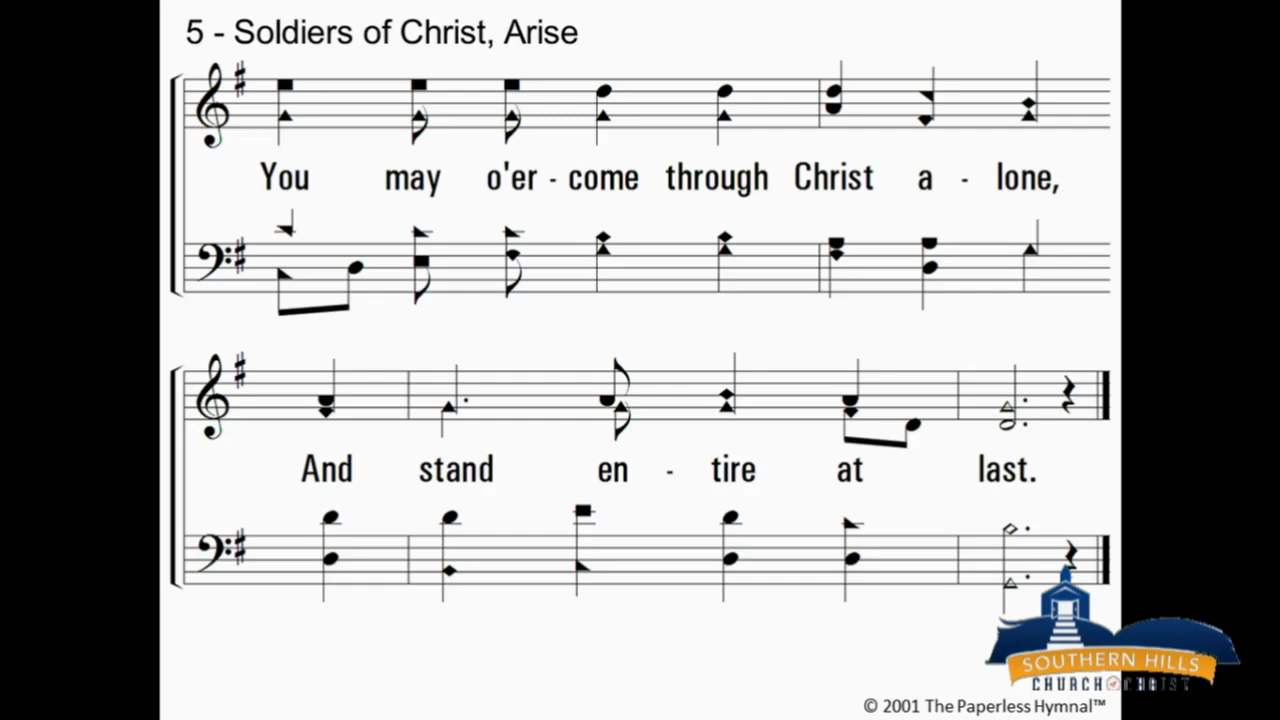 5 - Soldiers of Christ, Arise
You may o'er - come through Christ a - lone,
And stand en - tire at last.
SOUTHERN HILLS
CHURCH of CHRIST
© 2001 The Paperless Hymnal™